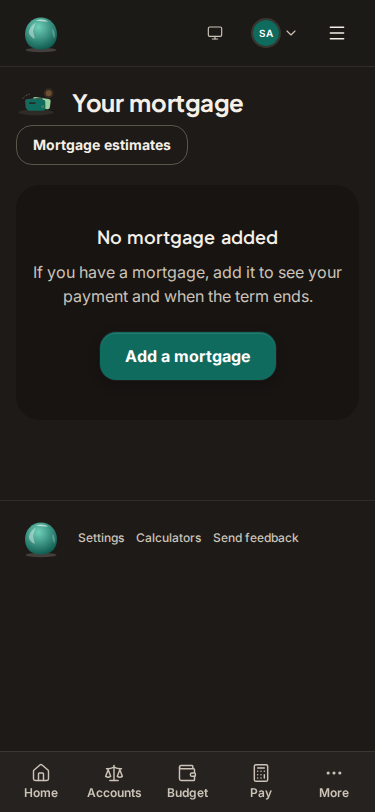 SA
Your mortgage
Mortgage estimates
No mortgage added
If you have a mortgage, add it to see your
payment and when the term ends.
Add a mortgage
Settings Calculators Send feedback
Home Accounts Budget Pay More